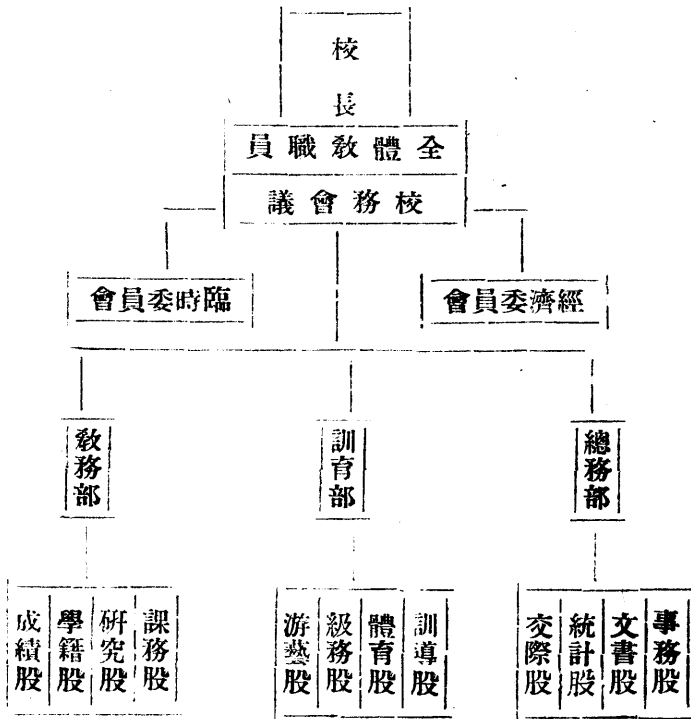 校長
全體教職員
校務會議
經濟委員會
臨時委員會
總務部
訓育部
教務部
事務股
文書股
統計股
交際股
訓導股
體育股
級務股
游藝股
課務股
研究股
學籍股
成績股